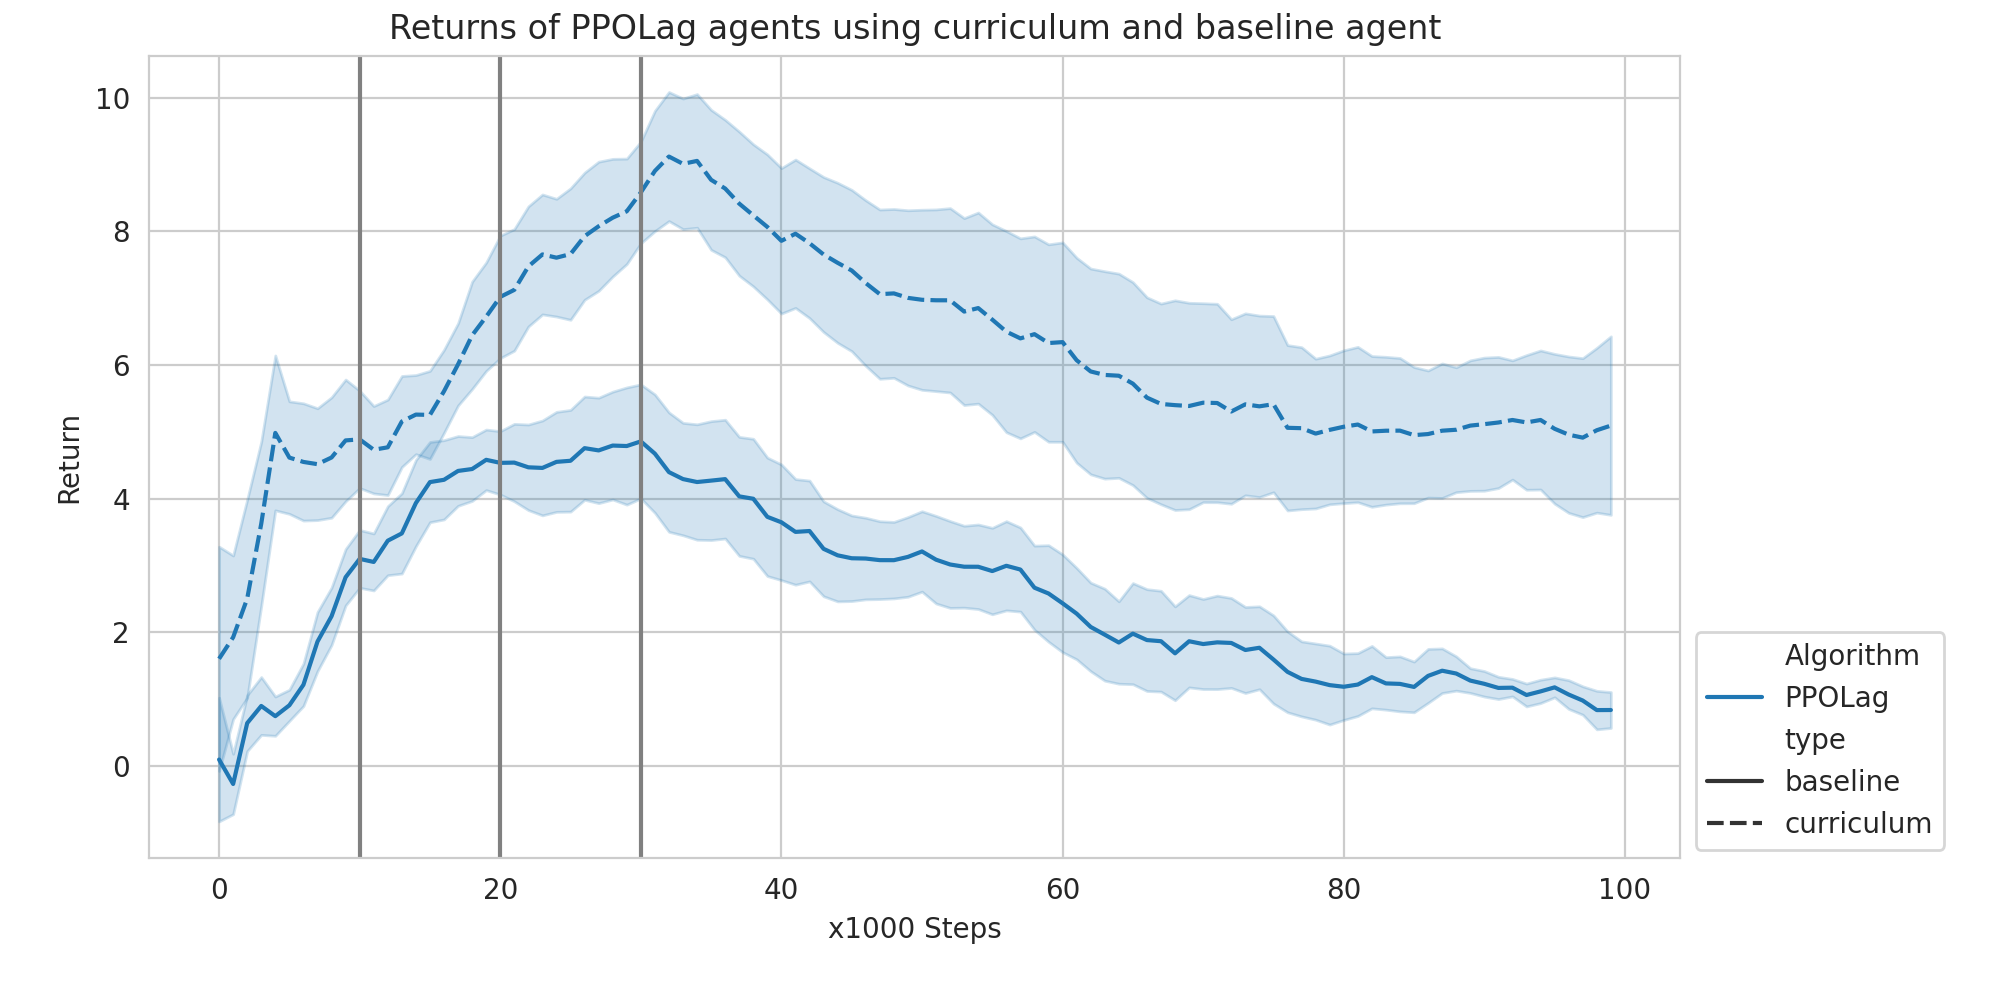 Returns of PPOLag agents using curriculum and baseline agent
10
8
6
4
2
0
Return
0 20 40 60 80 100
x1000 Steps
Algorithm
PPOLag
type
baseline
curriculum